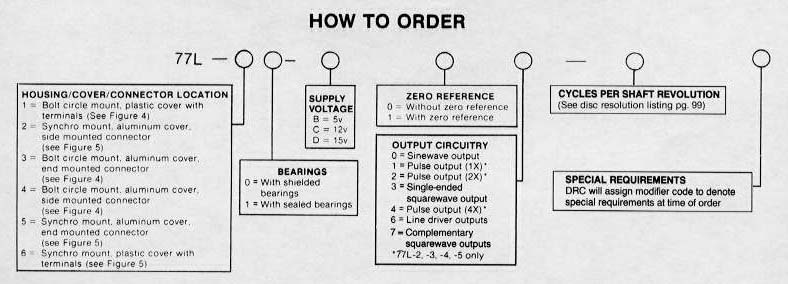 HOW TO ORDER
77L – – —
HOUSING/COVER/CONNECTOR LOCATION
1 = Bolt circle mount, plastic cover with
terminals (See Figure 4)
2 = Synchro mount, aluminum cover,
side mounted connector
(see Figure 5)
3 = Bolt circle mount, aluminum cover,
end mounted connector
(see Figure 4)
4 = Bolt circle mount, aluminum cover,
side mounted connector
(see Figure 4)
5 = Synchro mount, aluminum cover,
end mounted connector
(see Figure 5)
6 = Synchro mount, plastic cover with
terminals (see Figure 5)
BEARINGS
0 = With shielded
bearings
1 = With sealed bearings
SUPPLY
VOLTAGE
B = 5v
C = 12v
D = 15v
ZERO REFERENCE
0 = Without zero reference
1 = With zero reference
OUTPUT CIRCUITRY
0 = Sinewave output
1 = Pulse output (1X)*
2 = Pulse output (2X)*
3 = Single-ended
squarewave output
4 = Pulse output (4X)*
6 = Line driver outputs
7 = Complementary
squarewave outputs
*77L-2, -3, -4, -5 only
CYCLES PER SHAFT REVOLUTION
(See disc resolution listing pg. 99)
SPECIAL REQUIREMENTS
DRC will assign modifier code to denote
special requirements at time of order